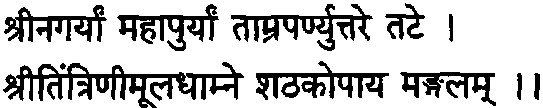 श्रीनगर्यां महापुर्यां ताम्रपर्ण्युत्तरे तटे ।
श्रीतिंत्रिणीमूलधाम्ने शठकोपाय मङ्गलम् ।।